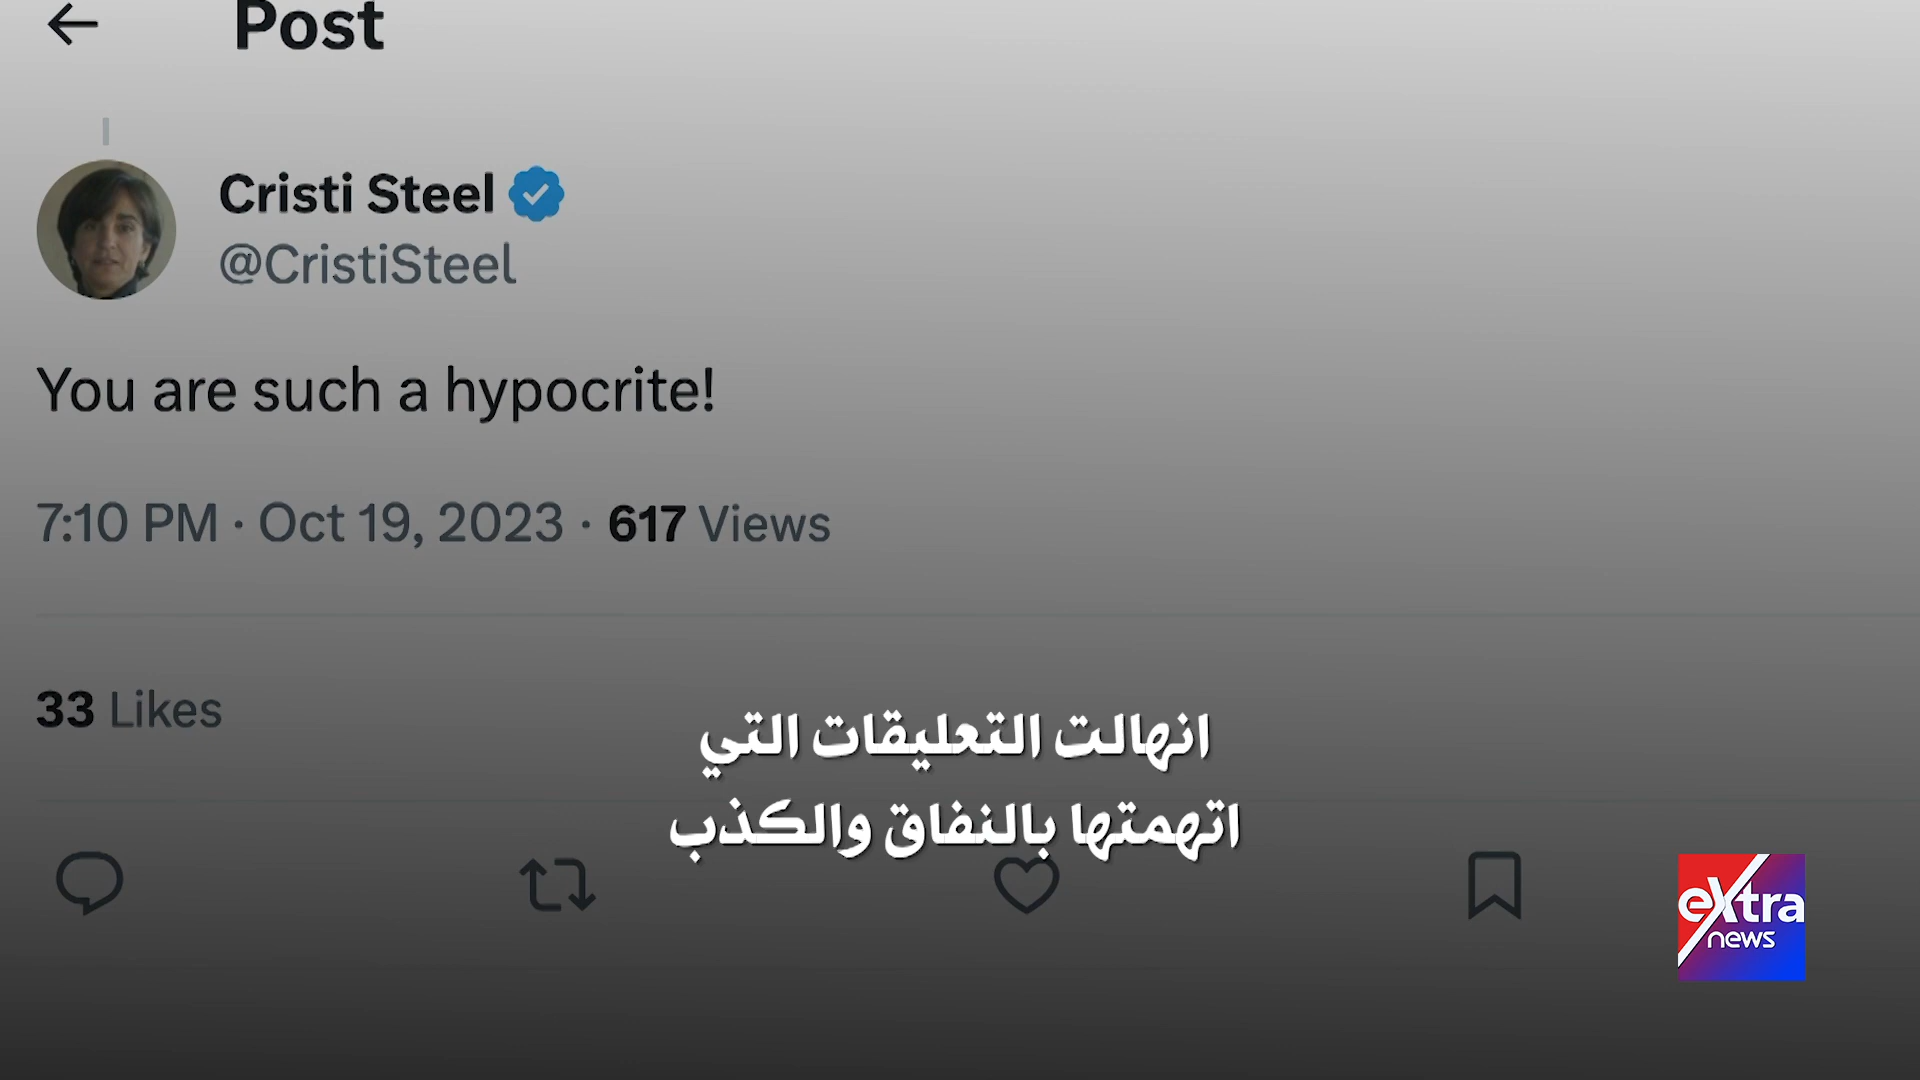 Post
Cristi Steel
@CristiSteel
You are such a hypocrite!
7:10 PM · Oct 19, 2023 · 617 Views
33 Likes
انهالت التعليقات التي
اتهمتها بالنفاق والكذب
eXtra
news